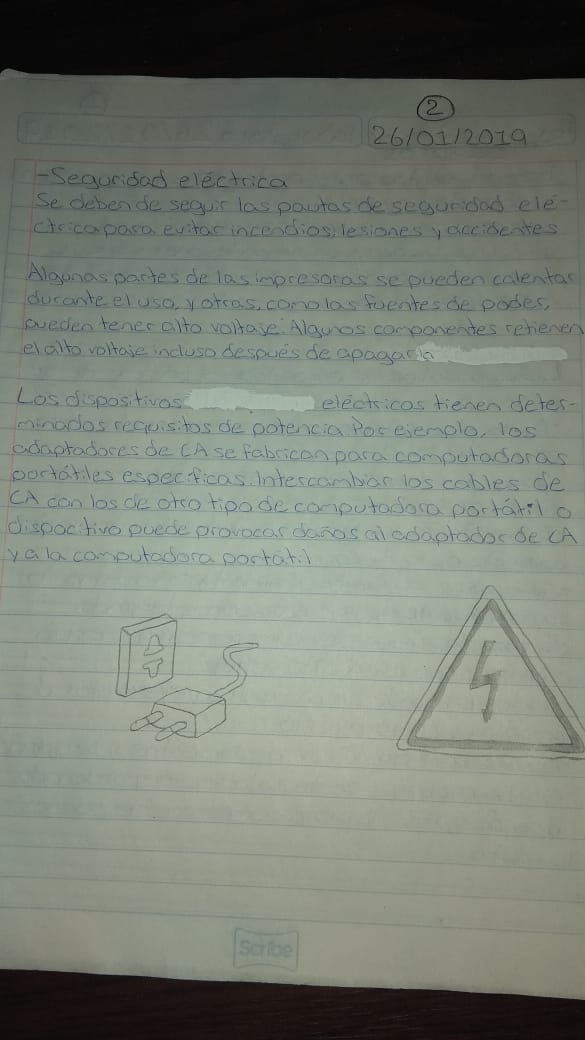 2
26/01/2019
-Seguridad eléctrica
Se deben de seguir las pautas de seguridad elé-
ctrica para evitar incendios, lesiones y accidentes
Algunas partes de las impresoras se pueden calentar
durante el uso, y otras, como las fuentes de poder,
pueden tener alto voltaje. Algunos componentes retienen
el alto voltaje incluso después de apagarla
Los dispositivos eléctricos tienen deter-
minados requisitos de potencia Por ejemplo, los
adaptadores de CA se fabrican para computadoras
portátiles específicas. Intercambiar los cables de
CA con los de otro tipo de computadora portátil o
dispocitivo puede provocar daños al adaptador de CA
y a la computadora portátil
Scribe